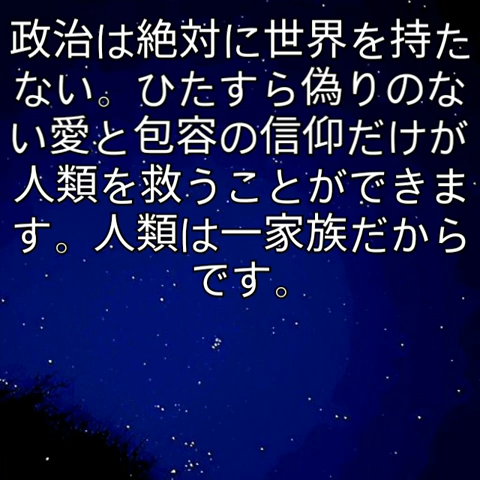 政治は絶対に世界を持た
ない。ひたすら偽りのな
い愛と包容の信仰だけが
人類を救うことができま
す。人類は一家族だから
です。